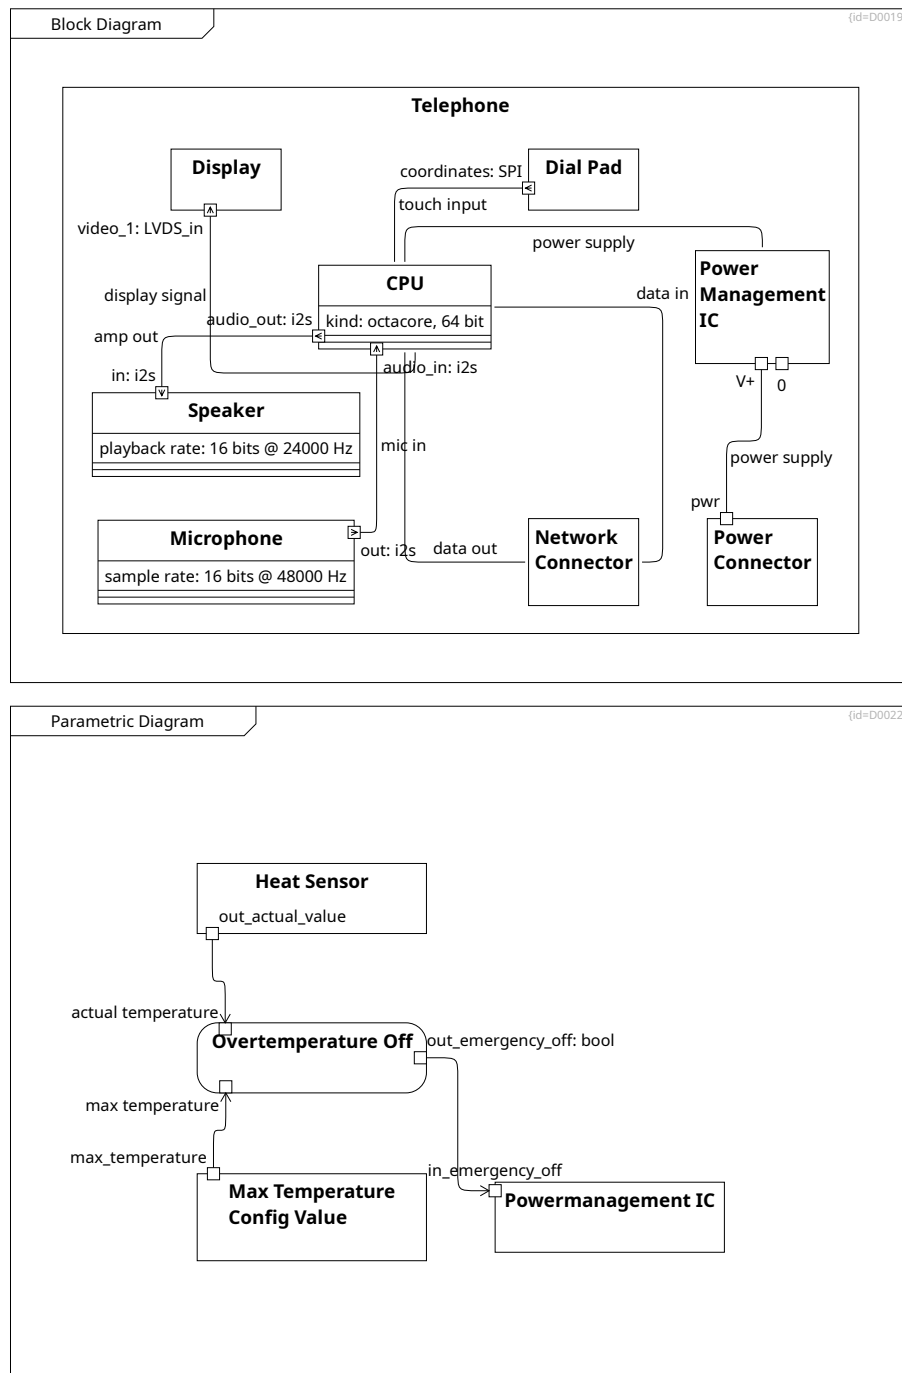 Block Diagram
{id=D0019
Telephone
Display
coordinates: SPI
Dial Pad
touch input
video_1: LVDS_in
power supply
CPU
Power
Management
IC
display signal
data in
kind: octacore, 64 bit
audio_out: i2s
amp out
audio_in: i2s
in: i2s
V+
0
Speaker
playback rate: 16 bits @ 24000 Hz
mic in
power supply
pwr
Microphone
Network
Connector
Power
Connector
out: i2s
data out
sample rate: 16 bits @ 48000 Hz
Parametric Diagram
{id=D0022
Heat Sensor
out_actual_value
actual temperature
Overtemperature Off
out_emergency_off: bool
max temperature
max_temperature
in_emergency_off
Max Temperature
Config Value
Powermanagement IC